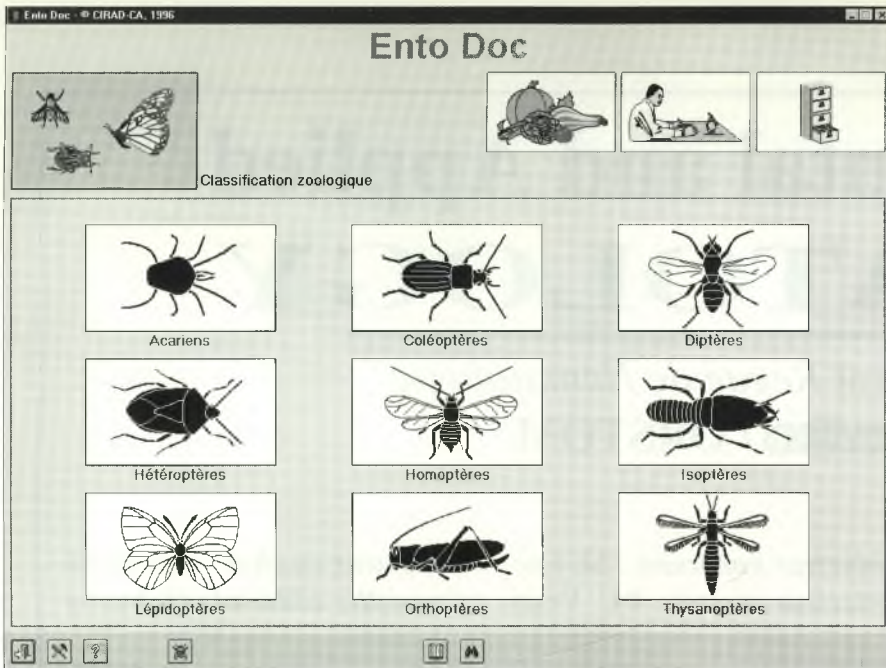 Ento Doc - © CIRAD-CA, 1996
Ento Doc
Classification zoologique
Acariens
Coléoptères
Diptères
Hétéroptères
Homoptères
Isoptères
Lépidoptères
Orthoptères
Thysanoptères
?